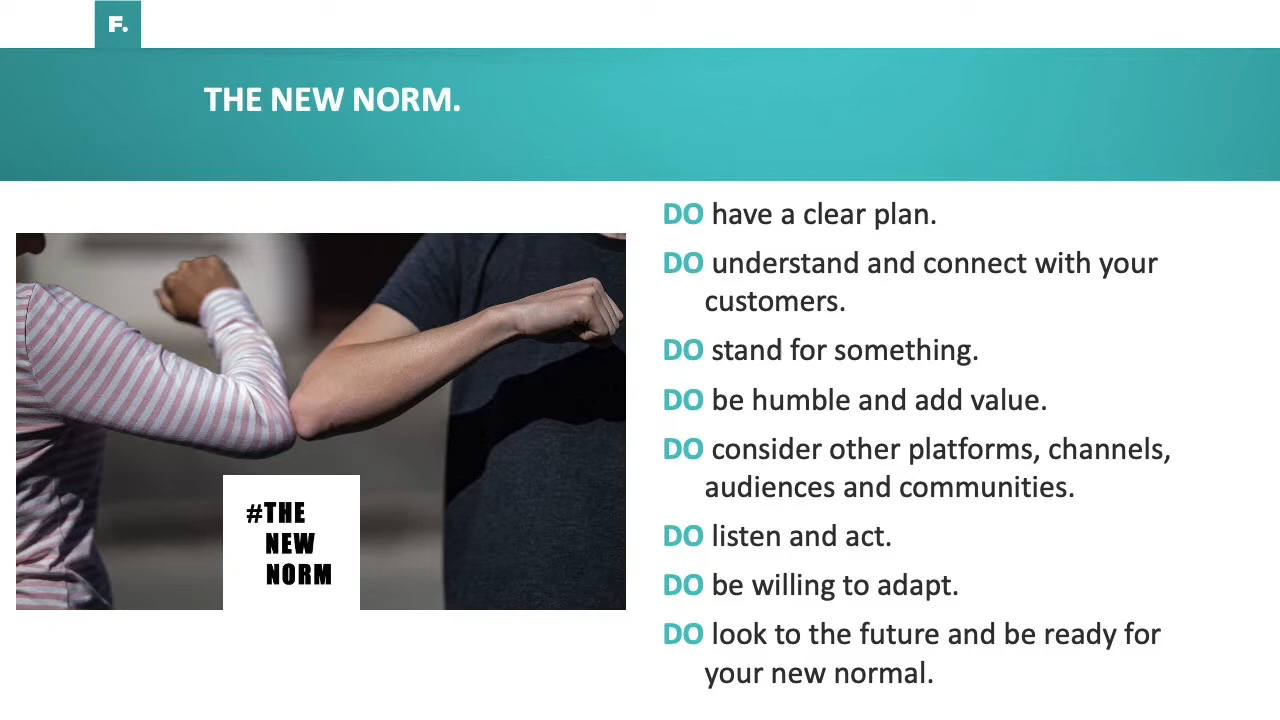 F.
THE NEW NORM.
DO have a clear plan.
DO understand and connect with your
customers.
DO stand for something.
DO be humble and add value.
DO consider other platforms, channels,
audiences and communities.
DO listen and act.
DO be willing to adapt.
DO look to the future and be ready for
your new normal.
#THE
NEW
NORM